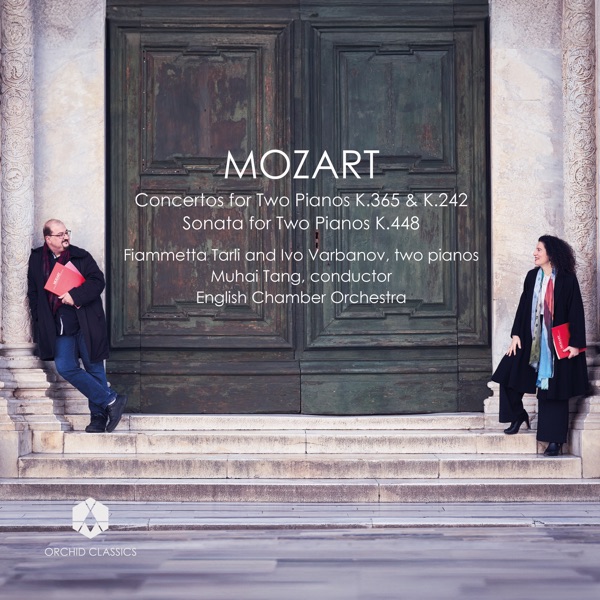 MOZART
Concertos for Two Pianos K.365 & K.242
Sonata for Two Pianos K.448
Fiammetta Tarli and Ivo Varbanov, two pianos
Muhai Tang, conductor
English Chamber Orchestra
ORCHID CLASSICS